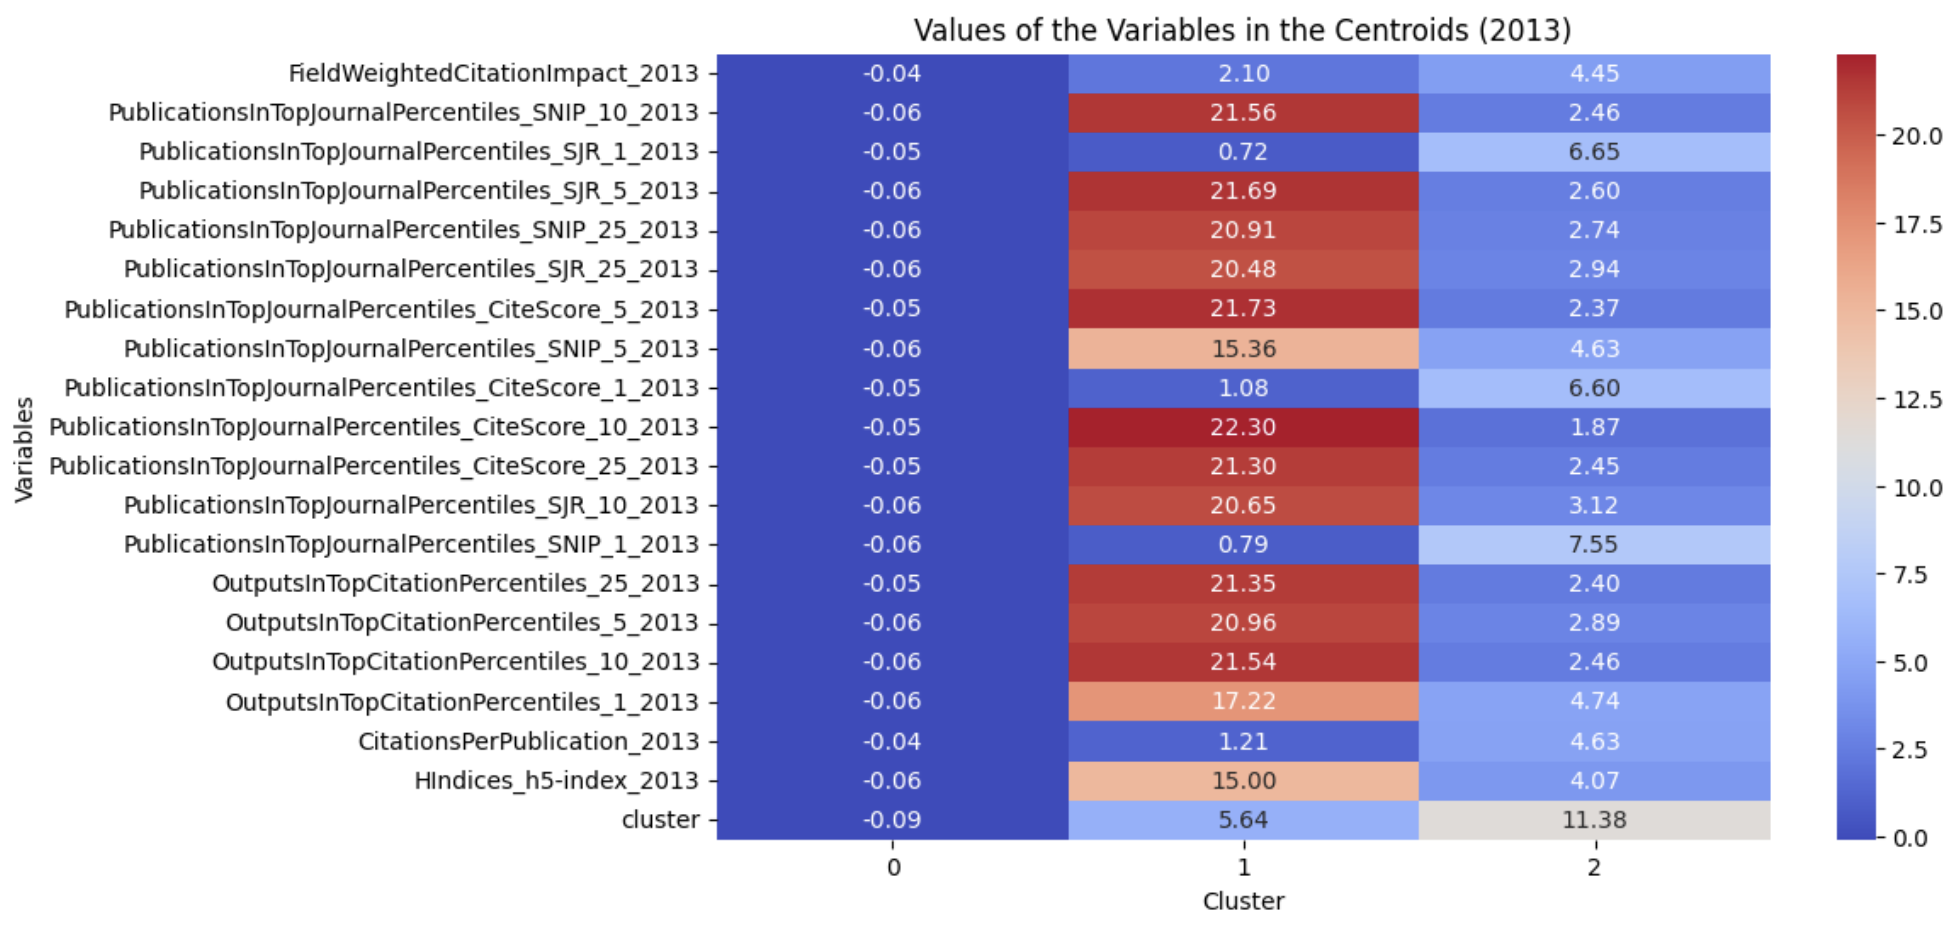 Values of the Variables in the Centroids (2013)
FieldWeightedCitationImpact_2013 -0.04 2.10 4.45
PublicationsInTopJournalPercentiles_SNIP_10_2013 -0.06 21.56 2.46
PublicationsInTopJournalPercentiles_SJR_1_2013 -0.05 0.72 6.65
PublicationsInTopJournalPercentiles_SJR_5_2013 -0.06 21.69 2.60
PublicationsInTopJournalPercentiles_SNIP_25_2013 -0.06 20.91 2.74
PublicationsInTopJournalPercentiles_SJR_25_2013 -0.06 20.48 2.94
PublicationsInTopJournalPercentiles_CiteScore_5_2013 -0.05 21.73 2.37
PublicationsInTopJournalPercentiles_SNIP_5_2013 -0.06 15.36 4.63
PublicationsInTopJournalPercentiles_CiteScore_1_2013 -0.05 1.08 6.60
PublicationsInTopJournalPercentiles_CiteScore_10_2013 -0.05 22.30 1.87
PublicationsInTopJournalPercentiles_CiteScore_25_2013 -0.05 21.30 2.45
PublicationsInTopJournalPercentiles_SJR_10_2013 -0.06 20.65 3.12
PublicationsInTopJournalPercentiles_SNIP_1_2013 -0.06 0.79 7.55
OutputsInTopCitationPercentiles_25_2013 -0.05 21.35 2.40
OutputsInTopCitationPercentiles_5_2013 -0.06 20.96 2.89
OutputsInTopCitationPercentiles_10_2013 -0.06 21.54 2.46
OutputsInTopCitationPercentiles_1_2013 -0.06 17.22 4.74
CitationsPerPublication_2013 -0.04 1.21 4.63
HIndices_h5-index_2013 -0.06 15.00 4.07
cluster -0.09 5.64 11.38
0 1 2
Cluster
Variables
20.0
17.5
15.0
12.5
10.0
7.5
5.0
2.5
0.0